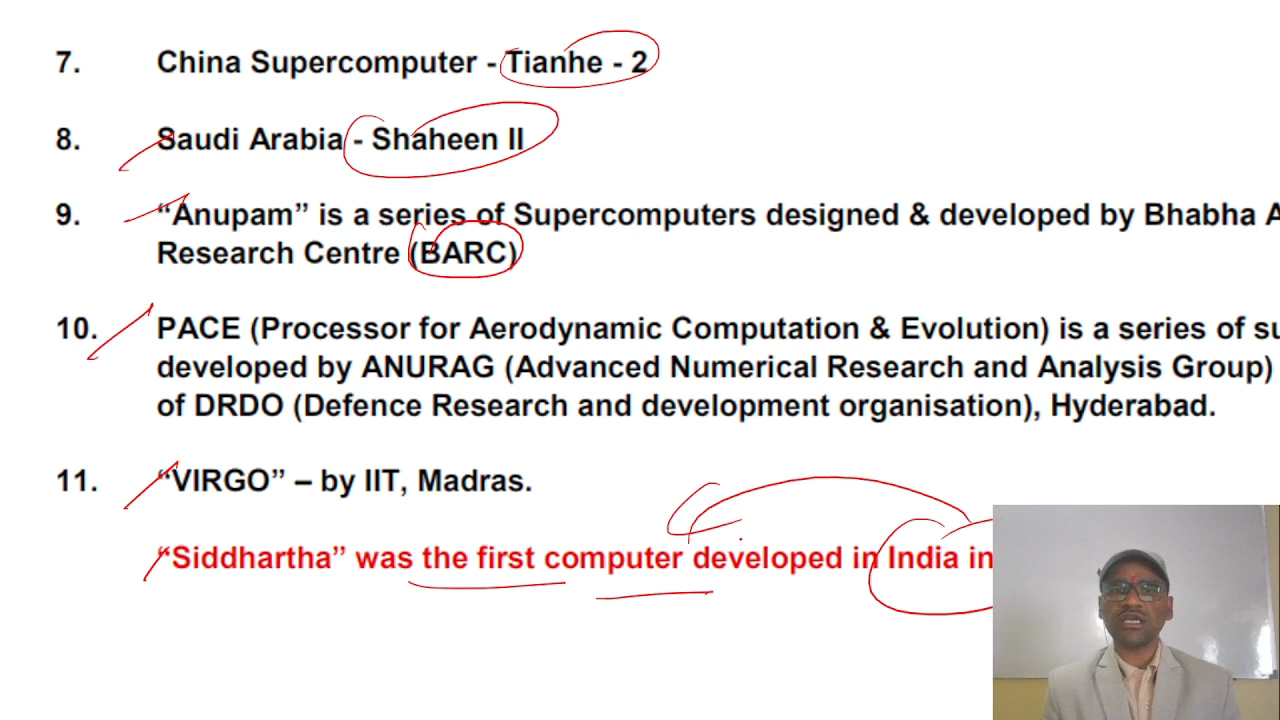 7. China Supercomputer - Tianhe - 2
8. Saudi Arabia - Shaheen II
9. “Anupam” is a series of Supercomputers designed & developed by Bhabha A
Research Centre (BARC)
10. PACE (Processor for Aerodynamic Computation & Evolution) is a series of su
developed by ANURAG (Advanced Numerical Research and Analysis Group)
of DRDO (Defence Research and development organisation), Hyderabad.
11. “VIRGO” – by IIT, Madras.
“Siddhartha” was the first computer developed in India in